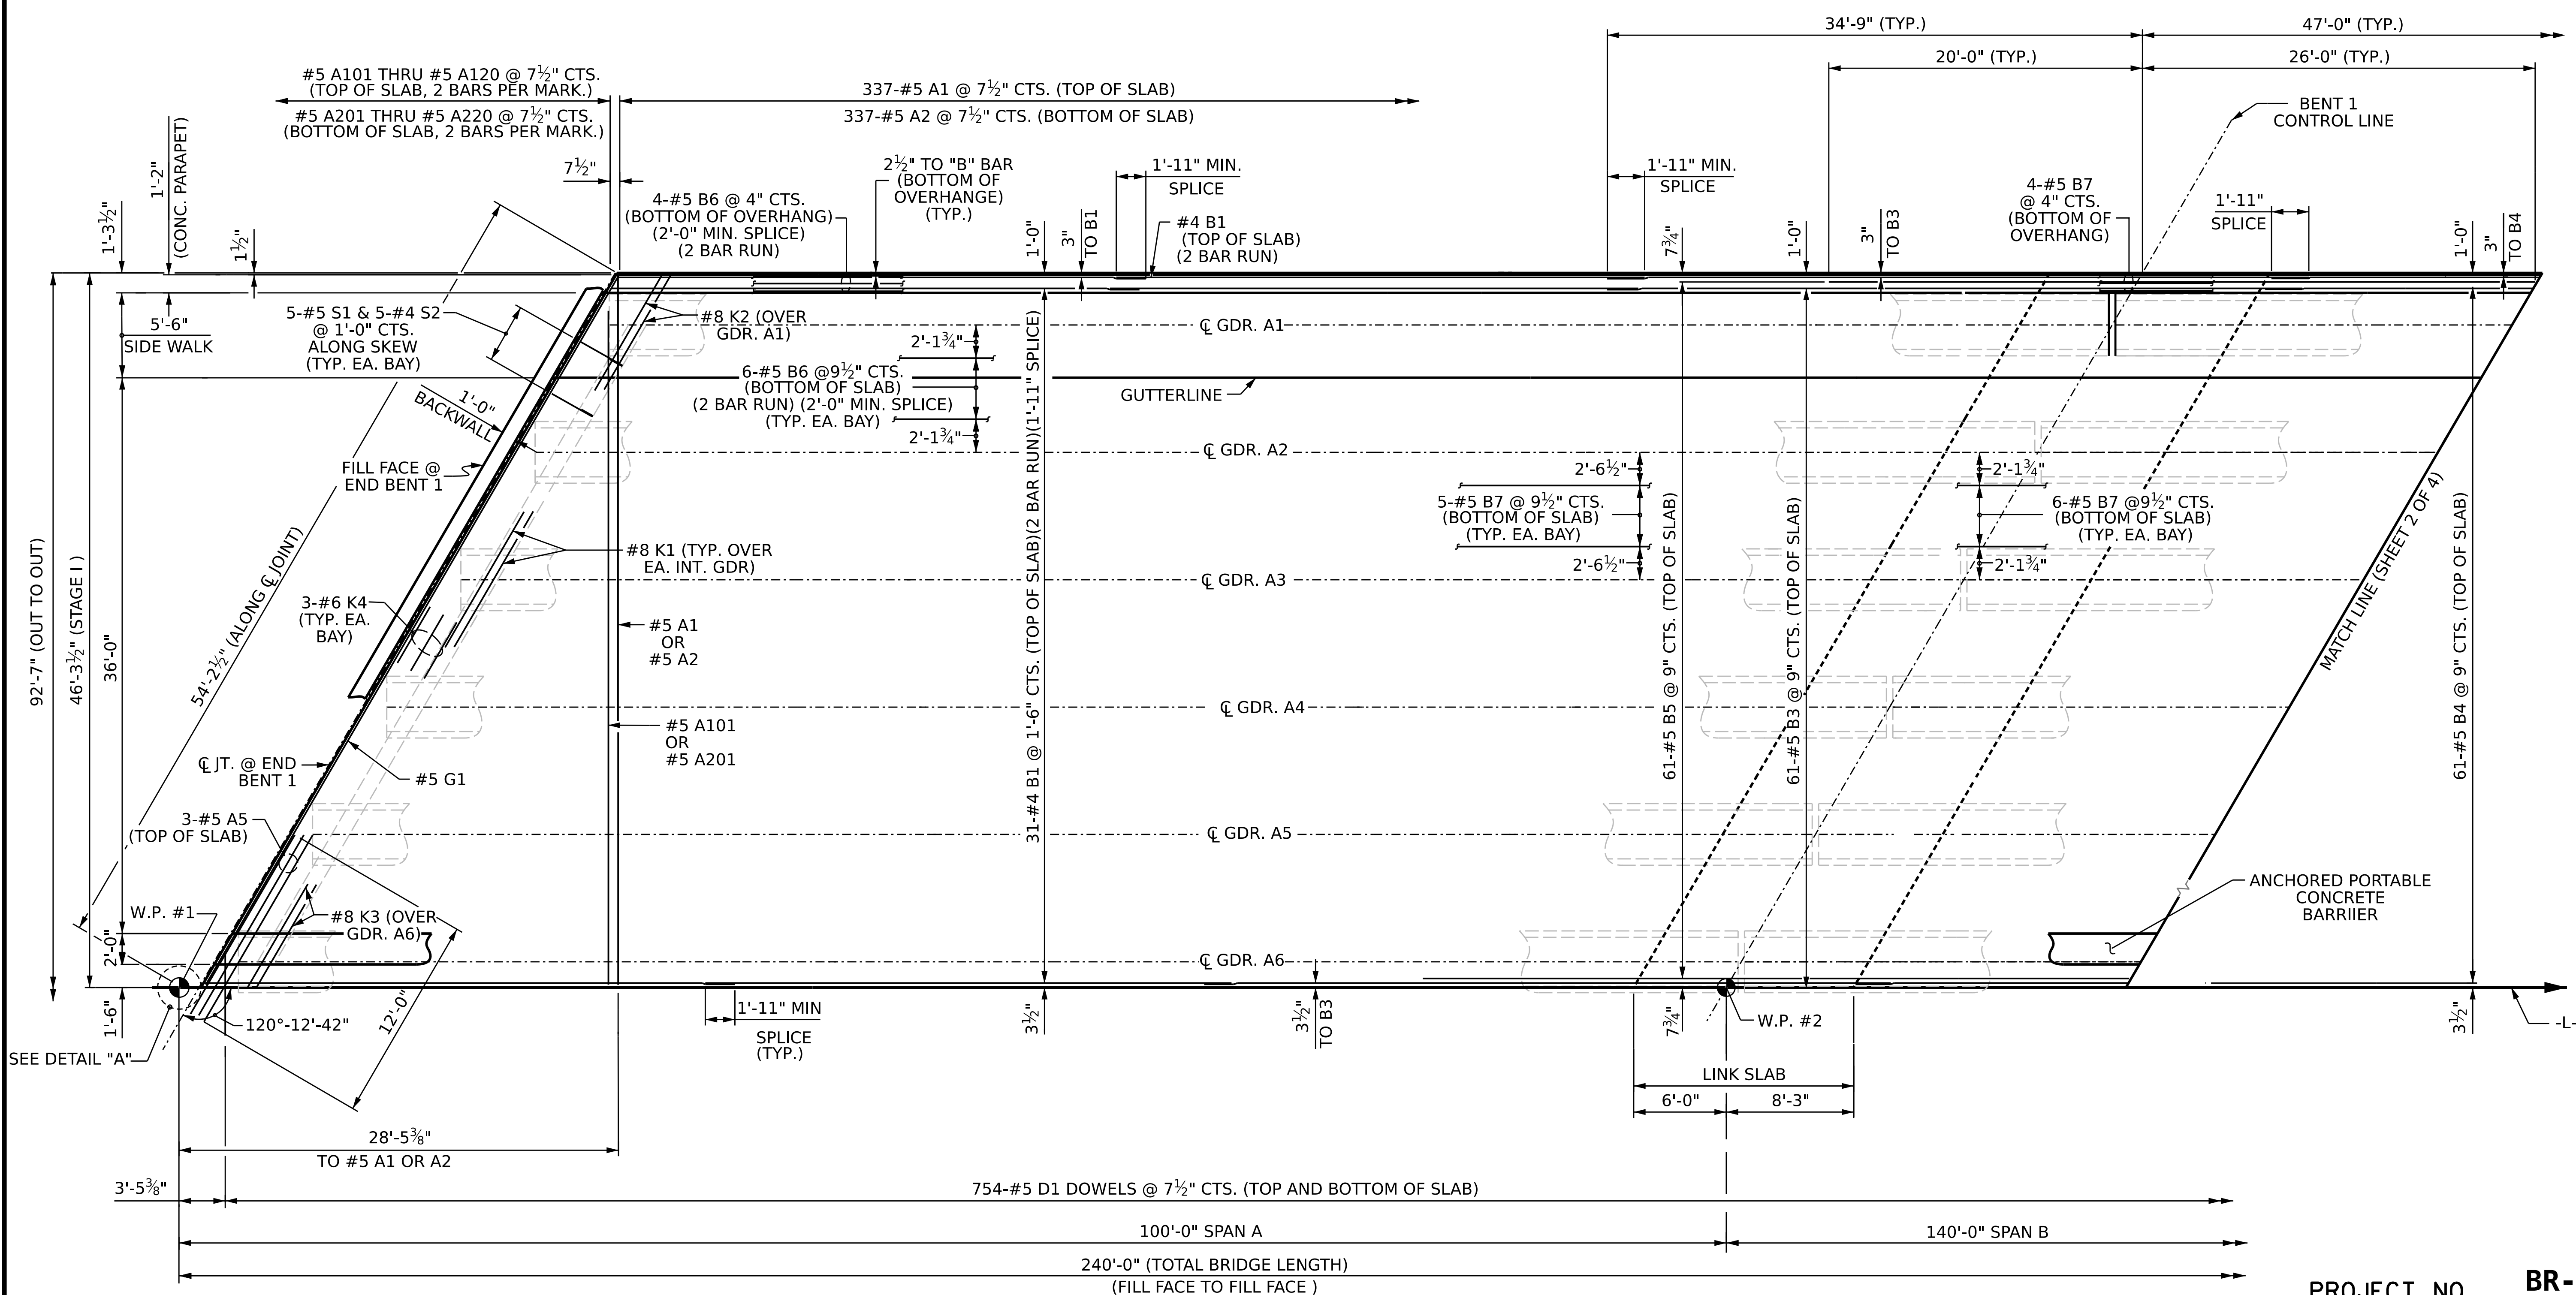 34'-9" (TYP.)
47'-0" (TYP.)
20'-0" (TYP.)
26'-0" (TYP.)
#5 A101 THRU #5 A120 @ 7½" CTS.
(TOP OF SLAB, 2 BARS PER MARK.)
#5 A201 THRU #5 A220 @ 7½" CTS.
(BOTTOM OF SLAB, 2 BARS PER MARK.)
337-#5 A1 @ 7½" CTS. (TOP OF SLAB)
337-#5 A2 @ 7½" CTS. (BOTTOM OF SLAB)
BENT 1
CONTROL LINE
1'-2"
(CONC. PARAPET)
1'-3½"
1½"
7½"
4-#5 B6 @ 4" CTS.
(BOTTOM OF OVERHANG)
(2'-0" MIN. SPLICE)
(2 BAR RUN)
2½" TO "B" BAR
(BOTTOM OF
OVERHANGE)
(TYP.)
1'-0"
3"
TO B1
1'-11" MIN.
SPLICE
#4 B1
(TOP OF SLAB)
(2 BAR RUN)
1'-11" MIN.
SPLICE
7¾"
1'-0"
3"
TO B3
4-#5 B7
@ 4" CTS.
(BOTTOM OF
OVERHANG)
1'-11"
SPLICE
1'-0"
3"
TO B4
5'-6"
SIDE WALK
5-#5 S1 & 5-#4 S2
@ 1'-0" CTS.
ALONG SKEW
(TYP. EA. BAY)
#8 K2 (OVER
GDR. A1)
2'-1¾"
6-#5 B6 @9½" CTS.
(BOTTOM OF SLAB)
(2 BAR RUN) (2'-0" MIN. SPLICE)
(TYP. EA. BAY)
2'-1¾"
℄ GDR. A1
GUTTERLINE
1'-0"
BACKWALL
FILL FACE @
END BENT 1
℄ GDR. A2
2'-6½"
5-#5 B7 @ 9½" CTS.
(BOTTOM OF SLAB)
(TYP. EA. BAY)
2'-6½"
2'-1¾"
6-#5 B7 @9½" CTS.
(BOTTOM OF SLAB)
(TYP. EA. BAY)
2'-1¾"
92'-7" (OUT TO OUT)
46'-3½" (STAGE I )
36'-0"
54'-2½" (ALONG ℄ JOINT)
#8 K1 (TYP. OVER
EA. INT. GDR)
℄ GDR. A3
31-#4 B1 @ 1'-6" CTS. (TOP OF SLAB)(2 BAR RUN)(1'-11" SPLICE)
61-#5 B5 @ 9" CTS. (TOP OF SLAB)
61-#5 B3 @ 9" CTS. (TOP OF SLAB)
MATCH LINE (SHEET 2 OF 4)
61-#5 B4 @ 9" CTS. (TOP OF SLAB)
3-#6 K4
(TYP. EA.
BAY)
#5 A1
OR
#5 A2
℄ GDR. A4
#5 A101
OR
#5 A201
℄ JT. @ END
BENT 1
#5 G1
3-#5 A5
(TOP OF SLAB)
℄ GDR. A5
W.P. #1
#8 K3 (OVER
GDR. A6)
ANCHORED PORTABLE
CONCRETE
BARRIIER
2'-0"
℄ GDR. A6
1'-6"
120°-12'-42"
12'-0"
SEE DETAIL "A"
1'-11" MIN
SPLICE
(TYP.)
3½"
3½"
TO B3
7¾"
W.P. #2
3½"
-L-
LINK SLAB
6'-0"
8'-3"
28'-5⅜"
TO #5 A1 OR A2
3'-5⅜"
754-#5 D1 DOWELS @ 7½" CTS. (TOP AND BOTTOM OF SLAB)
100'-0" SPAN A
140'-0" SPAN B
240'-0" (TOTAL BRIDGE LENGTH)
(FILL FACE TO FILL FACE )
PROJECT NO.
BR-